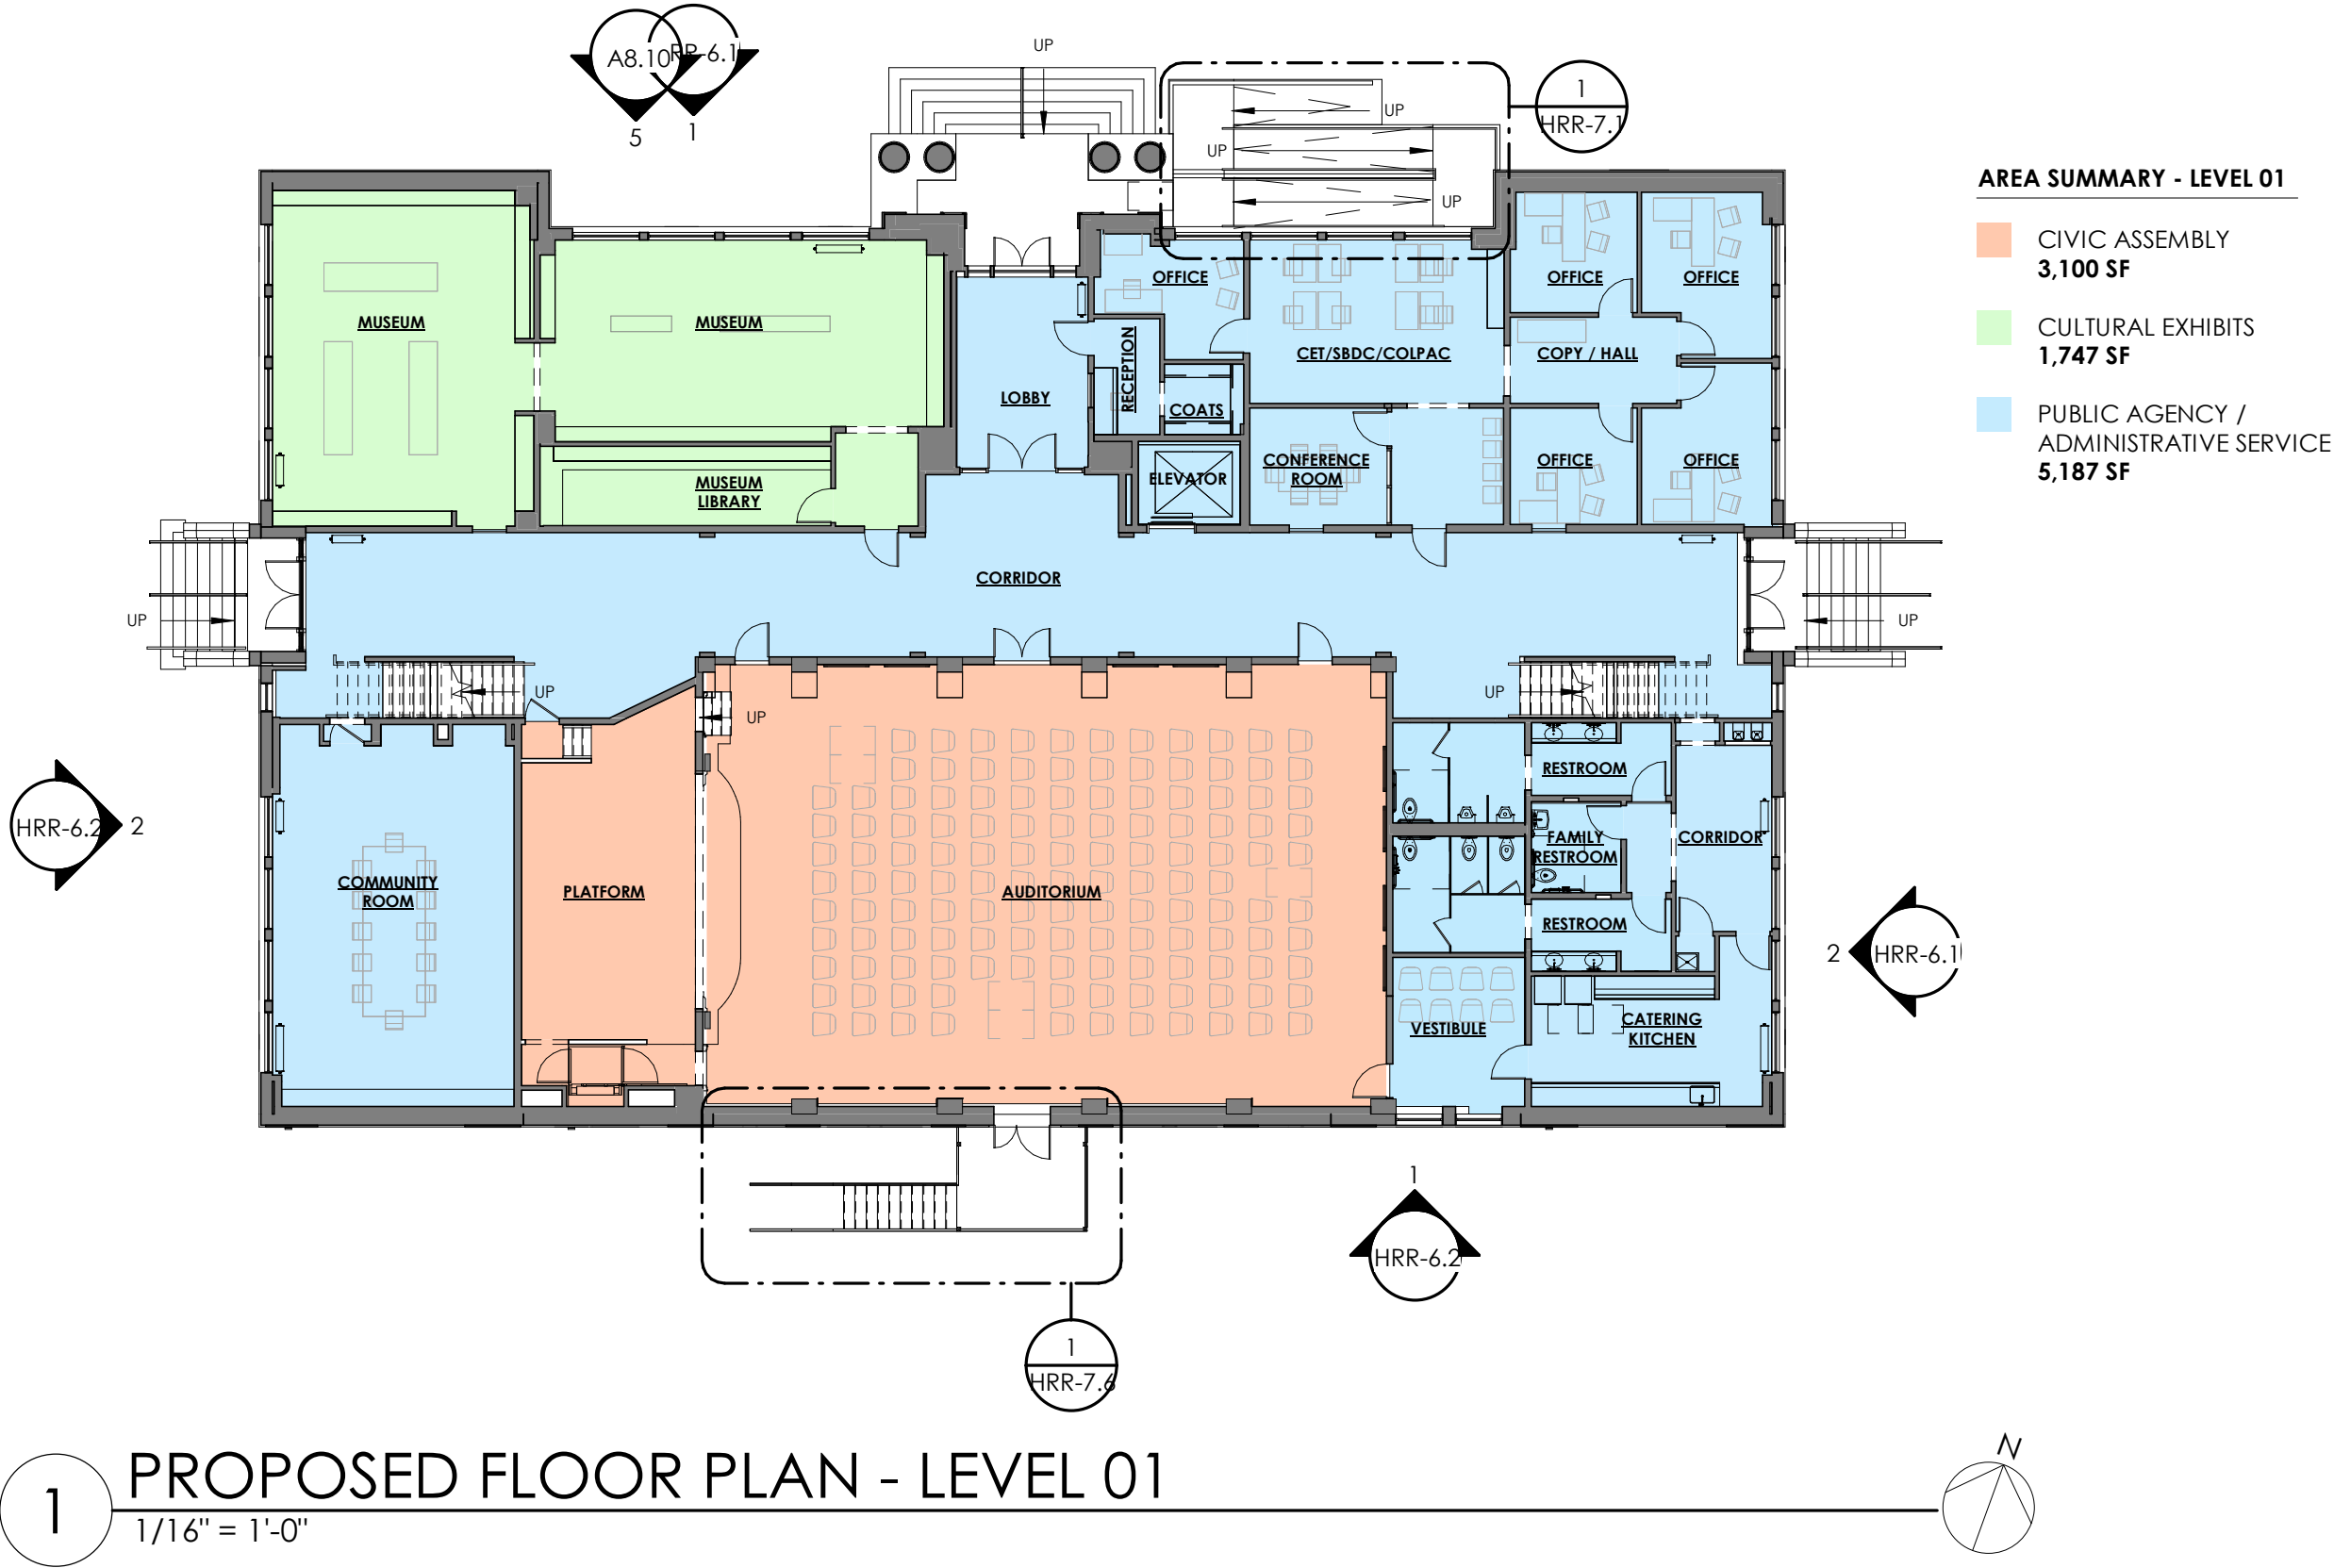 UP
A8.10
RR-6.1
5
1
1
HRR-7.1
UP
UP
UP
AREA SUMMARY - LEVEL 01
CIVIC ASSEMBLY
3,100 SF
CULTURAL EXHIBITS
1,747 SF
PUBLIC AGENCY /
ADMINISTRATIVE SERVICE
5,187 SF
OFFICE
OFFICE
OFFICE
MUSEUM
MUSEUM
RECEPTION
CET/SBDC/COLPAC
COPY / HALL
LOBBY
COATS
MUSEUM
LIBRARY
ELEVATOR
CONFERENCE
ROOM
OFFICE
OFFICE
CORRIDOR
UP
UP
UP
UP
UP
RESTROOM
HRR-6.2
2
FAMILY
RESTROOM
CORRIDOR
COMMUNITY
ROOM
PLATFORM
AUDITORIUM
RESTROOM
2
HRR-6.1
VESTIBULE
CATERING
KITCHEN
1
HRR-6.2
1
HRR-7.6
1
PROPOSED FLOOR PLAN - LEVEL 01
1/16" = 1'-0"
N